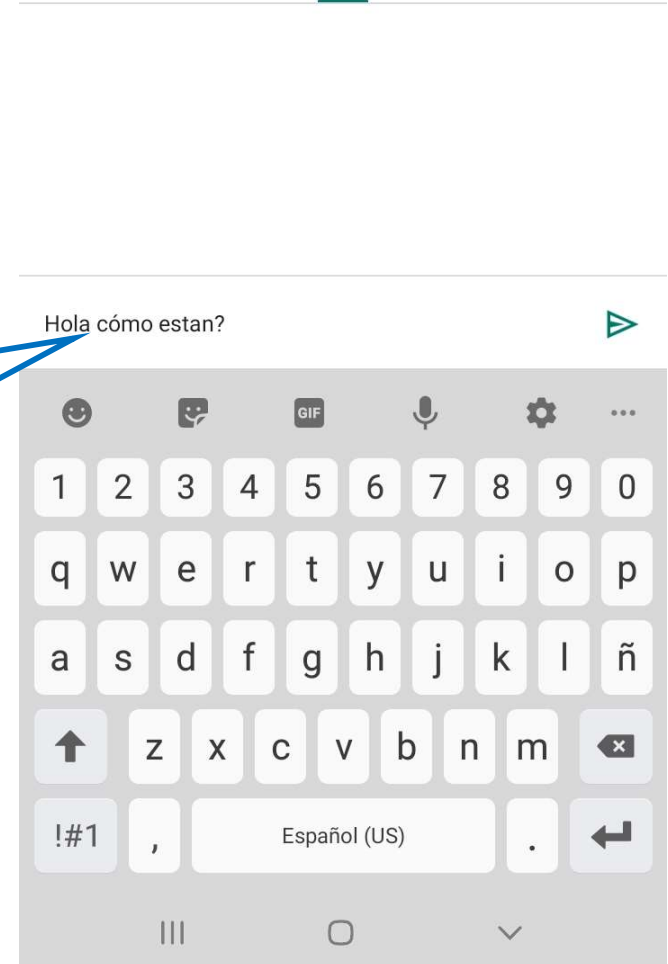 Hola cómo estan?
GIF
1 2 3 4 5 6 7 8 9 0
q w e r t y u i o p
a s d f g h j k l ñ
z x c v b n m
!#1 , Español (US) .